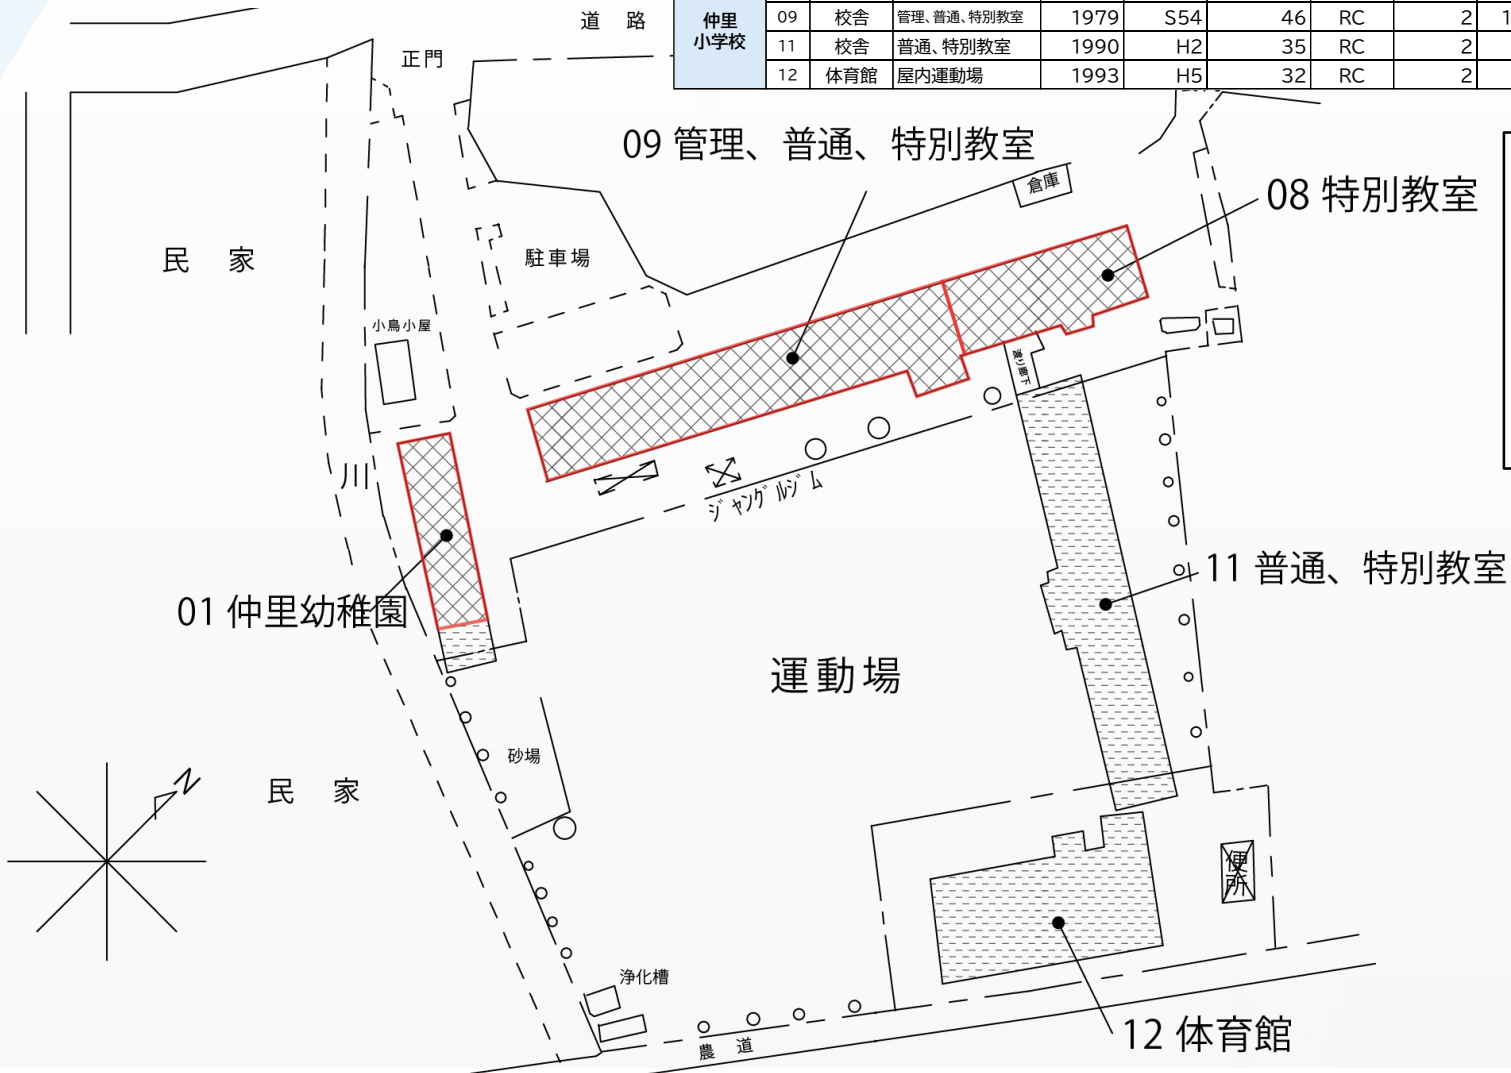 道 路
仲里
小学校
09 校舎 管理、普通、特別教室 1979 S54 46 RC 2
11 校舎 普通、特別教室 1990 H2 35 RC 2
12 体育館 屋内運動場 1993 H5 32 RC 2
正門
09 管理、普通、特別教室
倉庫
08 特別教室
民 家
駐車場
小鳥小屋
渡り廊下
川
ジャングルジム
01 仲里幼稚園
11 普通、特別教室
運動場
砂場
民 家
N
便所
浄化槽
農 道
12 体育館